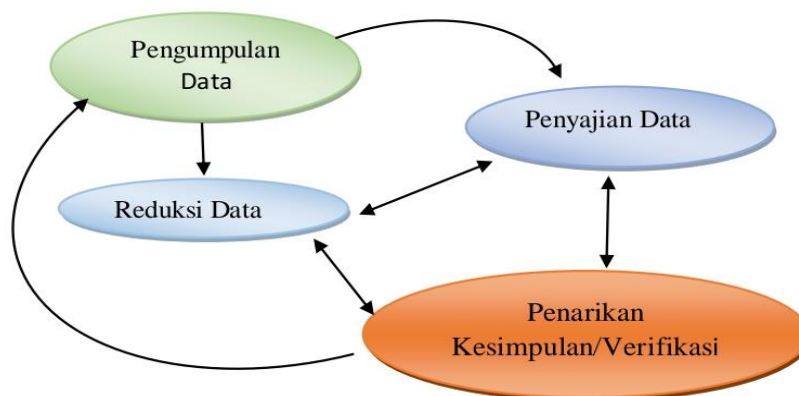 Pengumpulan
Data
Penyajian Data
Reduksi Data
Penarikan
Kesimpulan/Verifikasi